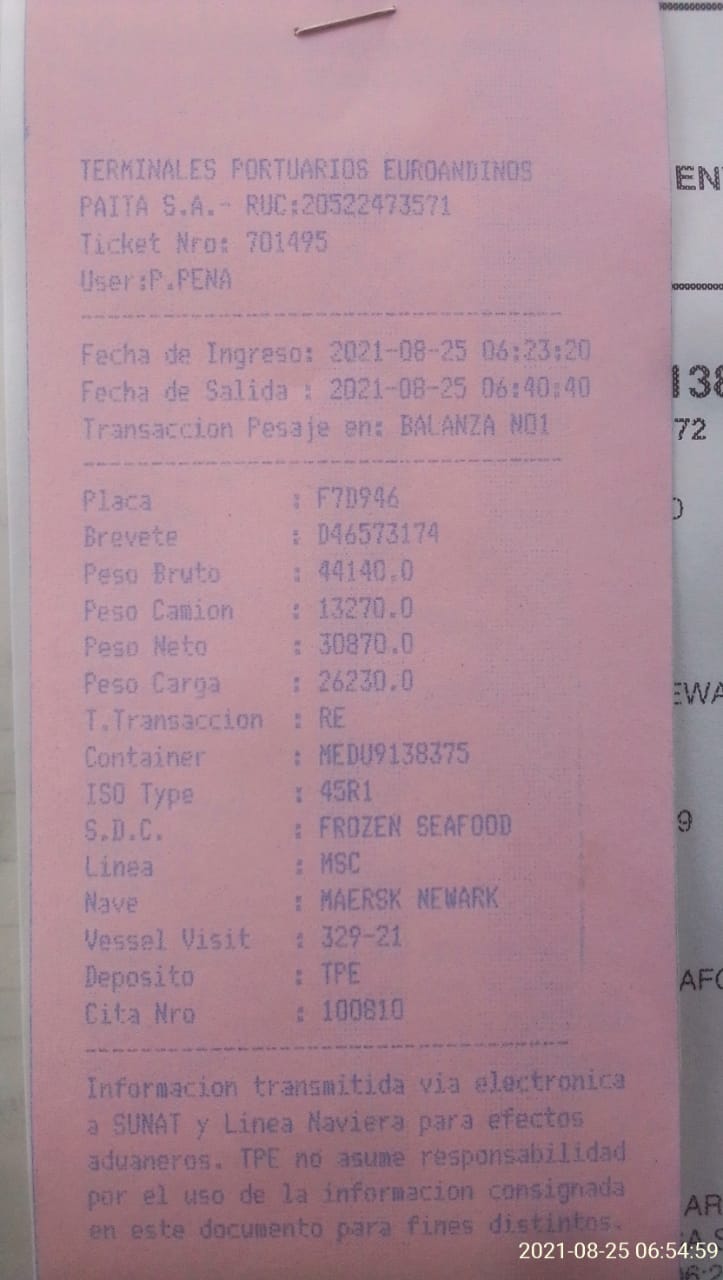 TERMINALES PORTUARIOS EUROANDINOS
PAITA S.A.- RUC:20522473571
Ticket Nro: 701495
User:P.PENA
Fecha de Ingreso: 2021-08-25 06:23:20
Fecha de Salida : 2021-08-25 06:40:40
Transaccion Pesaje en: BALANZA NO1
Placa : F7D946
Brevete : D46573174
Peso Bruto : 44140.0
Peso Camion : 13270.0
Peso Neto : 30870.0
Peso Carga : 26230.0
T.Transaccion : RE
Container : MEDU9138375
ISO Type : 45R1
S.D.C. : FROZEN SEAFOOD
Linea : MSC
Nave : MAERSK NEWARK
Vessel Visit : 329-21
Deposito : TPE
Cita Nro : 100810
Informacion transmitida via electronica
a SUNAT y Linea Naviera para efectos
aduaneros. TPE no asume responsabilidad
por el uso de la informacion consignada
en este documento para fines distintos.
2021-08-25 06:54:59